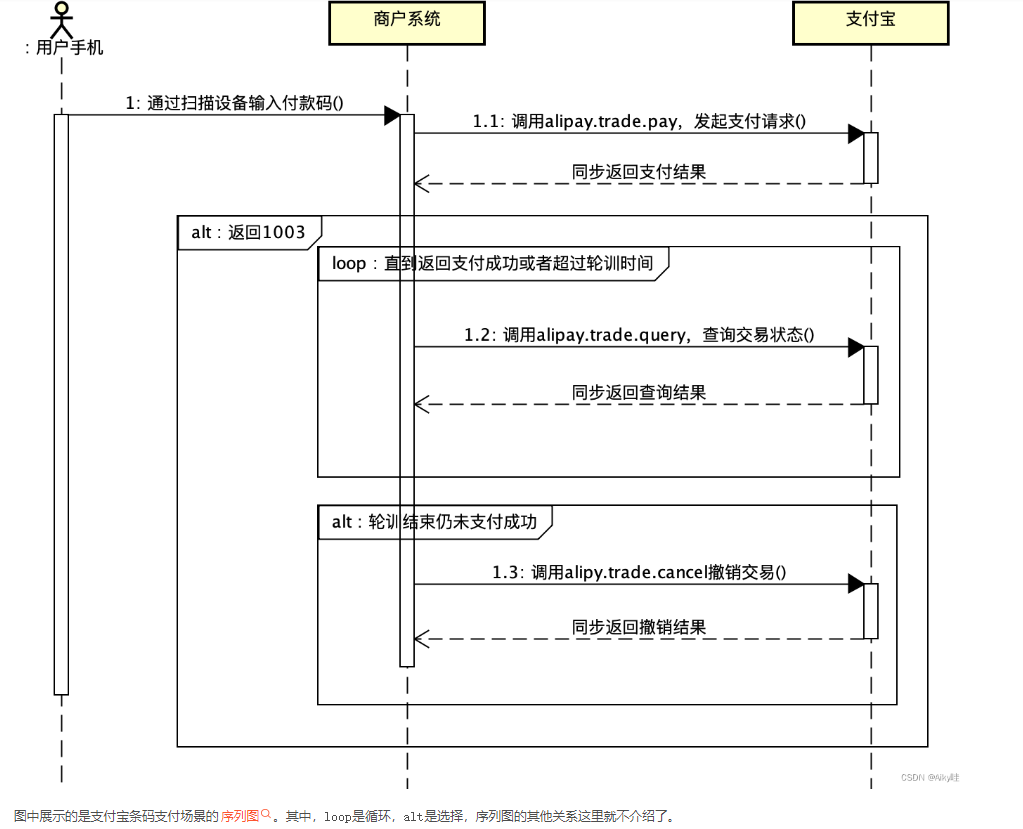 商户系统
支付宝
: 用户手机
1: 通过扫描设备输入付款码()
1.1: 调用alipay.trade.pay，发起支付请求()
同步返回支付结果
alt : 返回1003
loop : 直到返回支付成功或者超过轮训时间
1.2: 调用alipay.trade.query，查询交易状态()
同步返回查询结果
alt : 轮训结束仍未支付成功
1.3: 调用alipy.trade.cancel撤销交易()
同步返回撤销结果
CSDN @Aiky哇
图中展示的是支付宝条码支付场景的序列图。其中，loop是循环，alt是选择，序列图的其他关系这里就不介绍了。